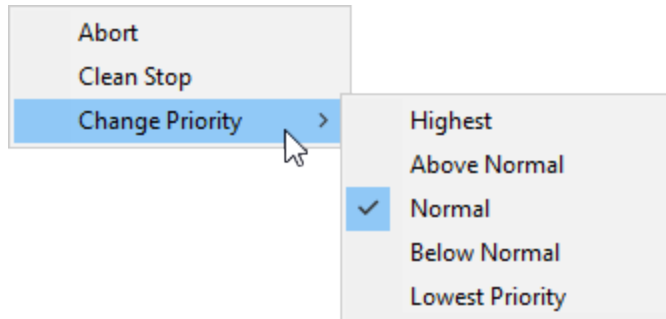 Abort
Clean Stop
Change Priority
Highest
Above Normal
Normal
Below Normal
Lowest Priority